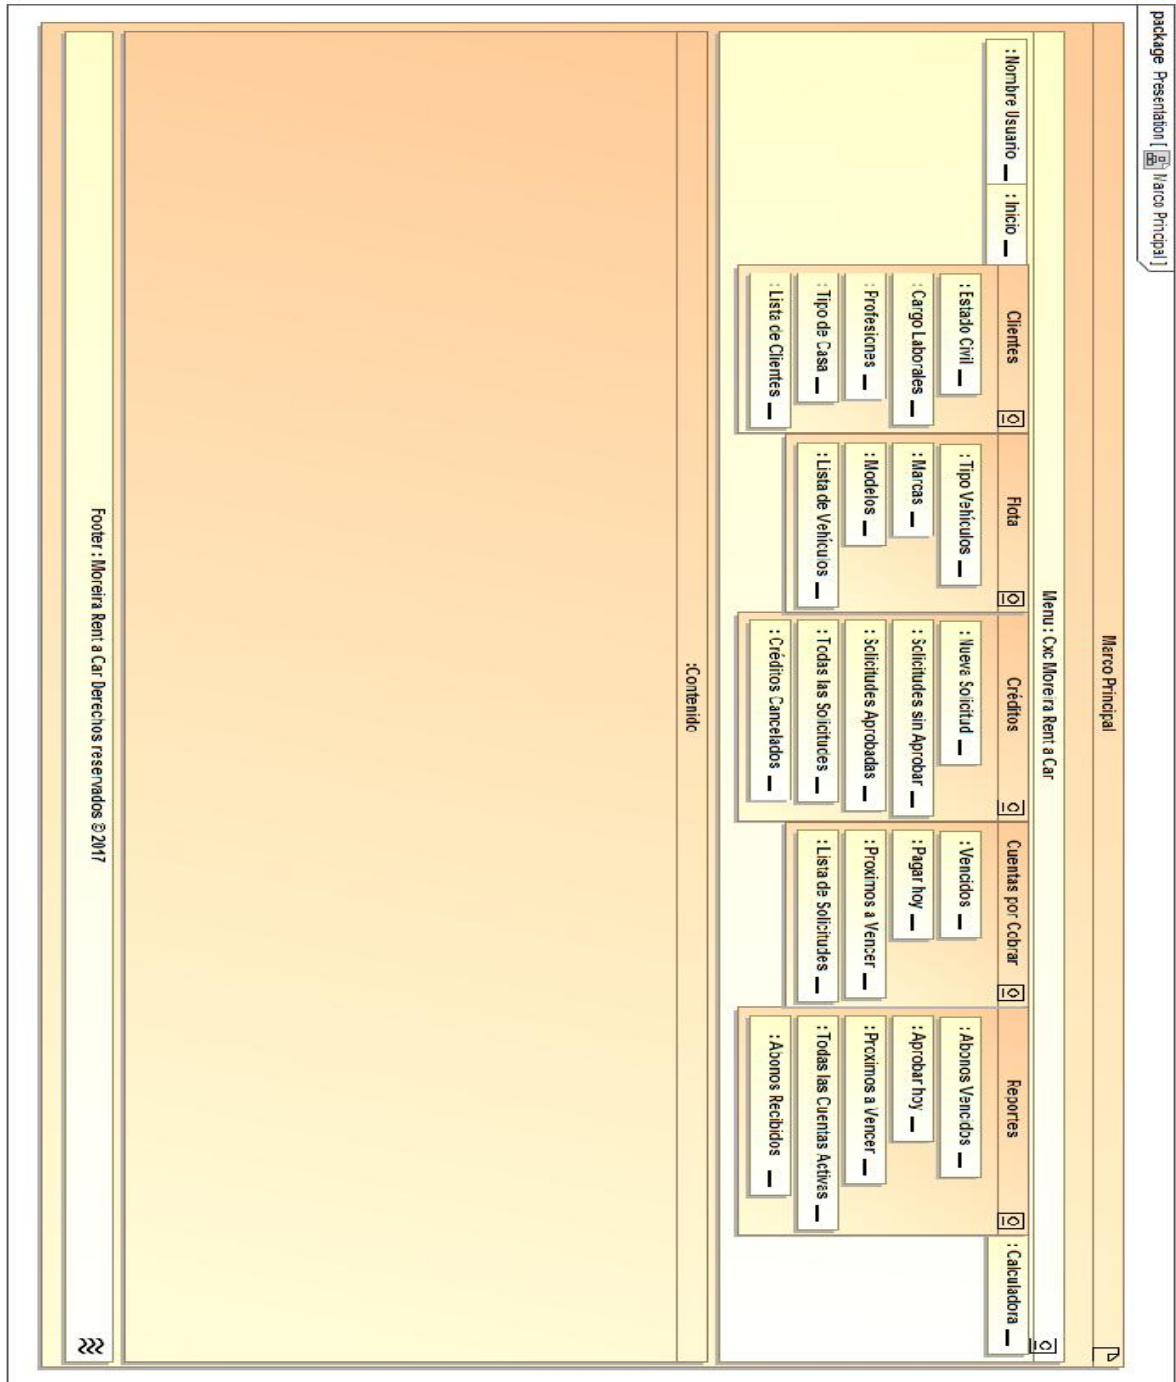 package Presentation [ Marco Principal ]
Marco Principal
Menu : Cxc Moreira Rent a Car
: Nombre Usuario
: Inicio
Clientes
: Estado Civil
: Cargo Laborales
: Profesiones
: Tipo de Casa
: Lista de Clientes
Flota
: Tipo Vehículos
: Marcas
: Modelos
: Lista de Vehículos
Créditos
: Nueva Solicitud
: Solicitudes sin Aprobar
: Solicitudes Aprobadas
: Todas las Solicitudes
: Créditos Cancelados
Cuentas por Cobrar
: Vencidos
: Pagar hoy
: Proximos a Vencer
: Lista de Solicitudes
Reportes
: Abonos Vencidos
: Aprobar hoy
: Proximos a Vencer
: Todas las Cuentas Activas
: Abonos Recibidos
: Calculadora
:Contenido
Footer : Moreira Rent a Car Derechos reservados © 2017